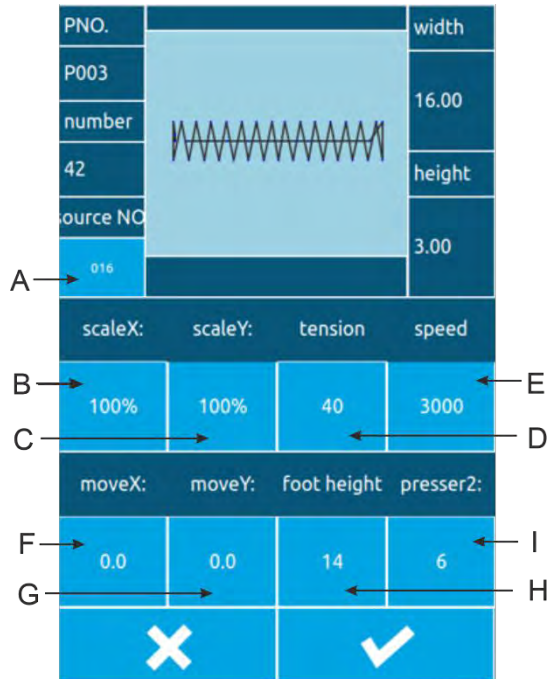 PNO.
width
P003
16.00
number
42
height
source NO
3.00
A
016
scaleX:
scaleY:
tension
speed
B
E
100%
100%
40
3000
C
D
moveX:
moveY:
foot height
presser2:
F
I
0.0
0.0
14
6
G
H